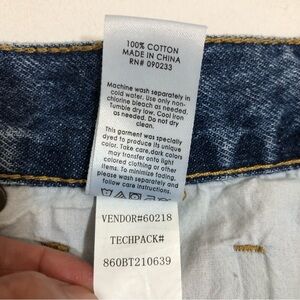 100% COTTON
MADE IN CHINA
RN# 090233
Machine wash separately in
cold water. Use only non-
chlorine bleach as needed.
Tumble dry low. Cool Iron
as needed. Do not dry
clean.
This garment was specially
dyed to produce its unique
color. Take care, dark colors
may transfer onto light
colored clothing or other
items. To minimize fading,
please wash separately and
follow care instructions.
VENDOR#60218
TECHPACK#
860BT210639